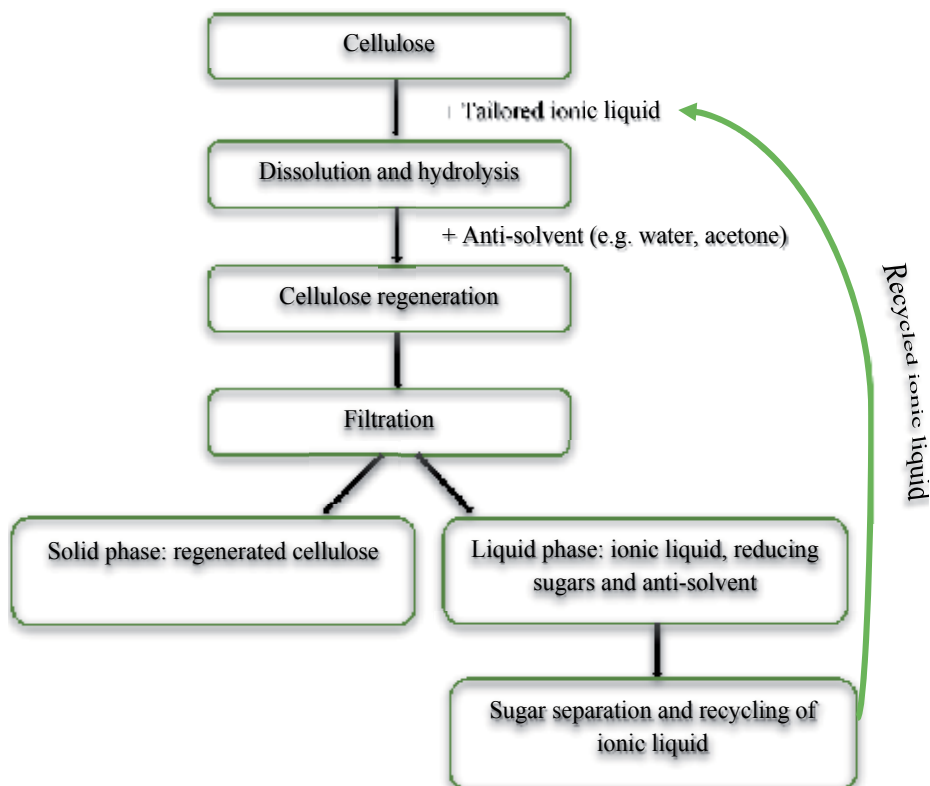 Cellulose
+ Tailored ionic liquid
Dissolution and hydrolysis
+ Anti-solvent (e.g. water, acetone)
Cellulose regeneration
Recycled ionic liquid
Filtration
Solid phase: regenerated cellulose
Liquid phase: ionic liquid, reducing
sugars and anti-solvent
Sugar separation and recycling of
ionic liquid